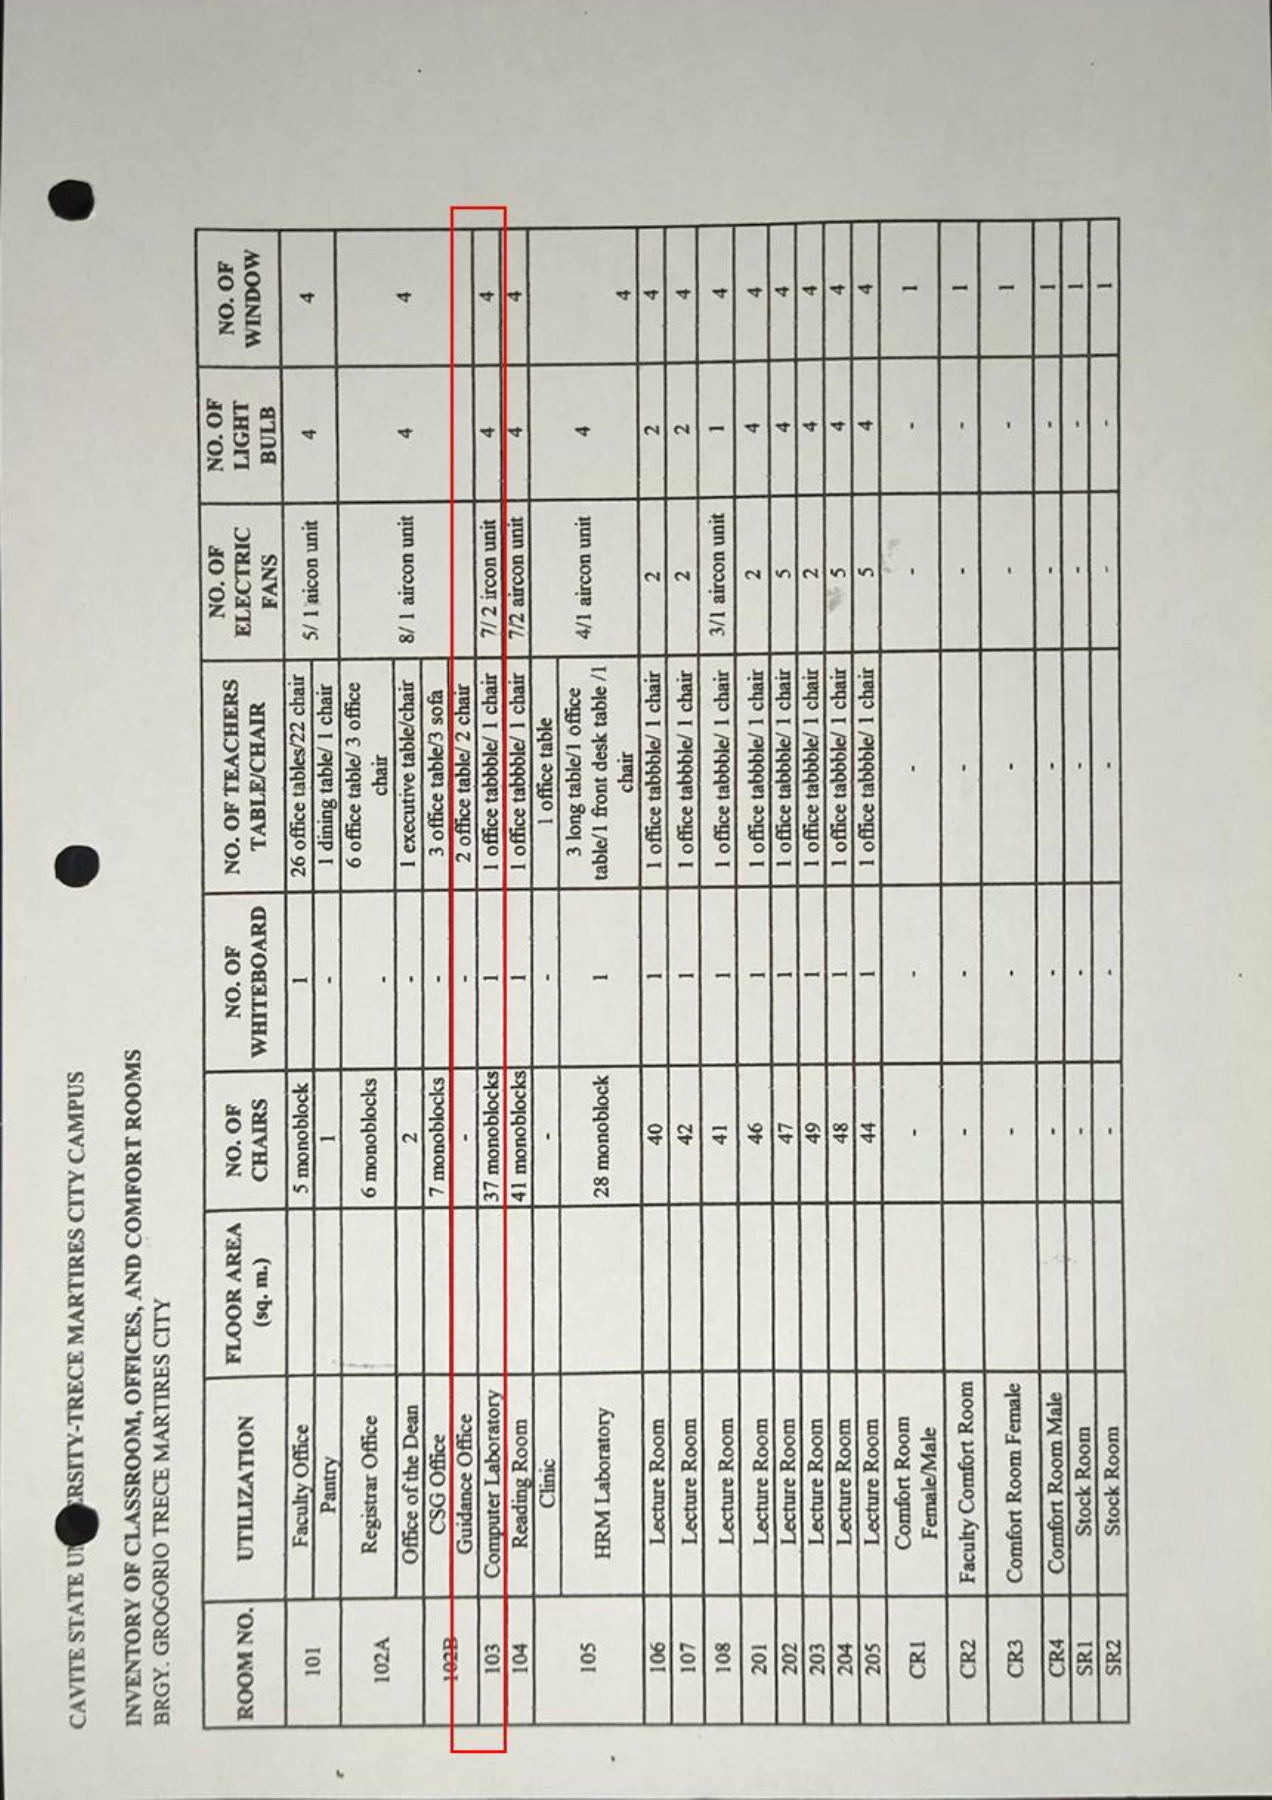 CAVITE STATE UN ERSITY-TRECE MARTIRES CITY CAMPUS
INVENTORY OF CLASSROOM, OFFICES, AND COMFORT ROOMS
BRGY. GROGORIO TRECE MARTIRES CITY
ROOM NO. UTILIZATION FLOOR AREA (sq. m.) NO. OF CHAIRS NO. OF WHITEBOARD NO. OF TEACHERS TABLE/CHAIR NO. OF ELECTRIC FANS NO. OF LIGHT BULB NO. OF WINDOW
101 Faculty Office 5 monoblock 1 26 office tables/22 chair 5/ 1 aicon unit 4 4
Pantry 1 - 1 dining table/ 1 chair
102A Registrar Office 6 monoblocks - 6 office table/ 3 office chair 8/ 1 aircon unit 4 4
Office of the Dean 2 - 1 executive table/chair
102B CSG Office 7 monoblocks - 3 office table/3 sofa
Guidance Office - - 2 office table/ 2 chair
103 Computer Laboratory 37 monoblocks 1 1 office tabbble/ 1 chair 7/ 2 ircon unit 4 4
104 Reading Room 41 monoblocks 1 1 office tabbble/ 1 chair 7/2 aircon unit 4 4
105 Clinic - - 1 office table 4/1 aircon unit 4 4
HRM Laboratory 28 monoblock 1 3 long table/1 office table/1 front desk table /1 chair
106 Lecture Room 40 1 1 office tabbble/ 1 chair 2 2 4
107 Lecture Room 42 1 1 office tabbble/ 1 chair 2 2 4
108 Lecture Room 41 1 1 office tabbble/ 1 chair 3/1 aircon unit 1 4
201 Lecture Room 46 1 1 office tabbble/ 1 chair 2 4 4
202 Lecture Room 47 1 1 office tabbble/ 1 chair 5 4 4
203 Lecture Room 49 1 1 office tabbble/ 1 chair 2 4 4
204 Lecture Room 48 1 1 office tabbble/ 1 chair 5 4 4
205 Lecture Room 44 1 1 office tabbble/ 1 chair 5 4 4
CR1 Comfort Room Female/Male - - - - - 1
CR2 Faculty Comfort Room - - - - - 1
CR3 Comfort Room Female - - - - - 1
CR4 Comfort Room Male - - - - - 1
SR1 Stock Room - - - - - 1
SR2 Stock Room - - - - - 1